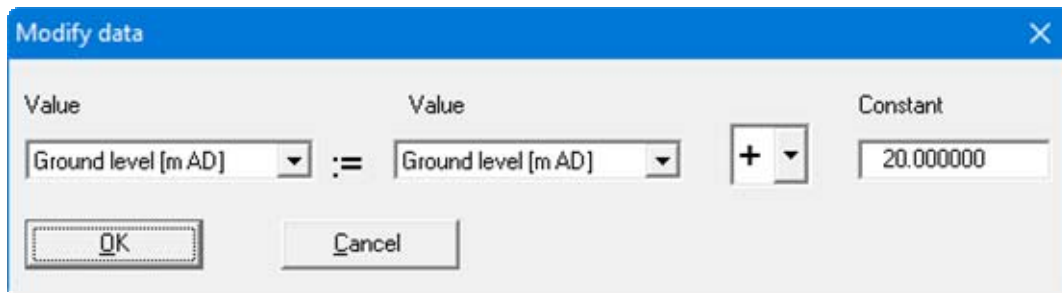 Modify data
Value Value Constant
Ground level [m AD] := Ground level [m AD] + 20.000000
OK Cancel